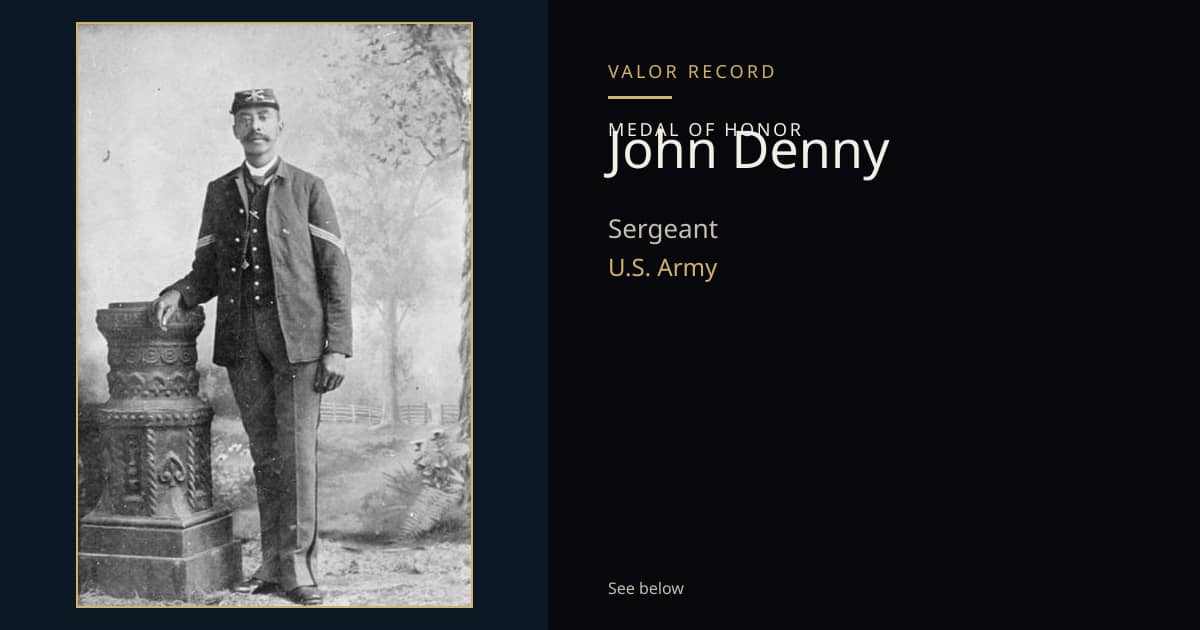 VALOR RECORD
MEDAL OF HONOR
John Denny
Sergeant
U.S. Army
See below